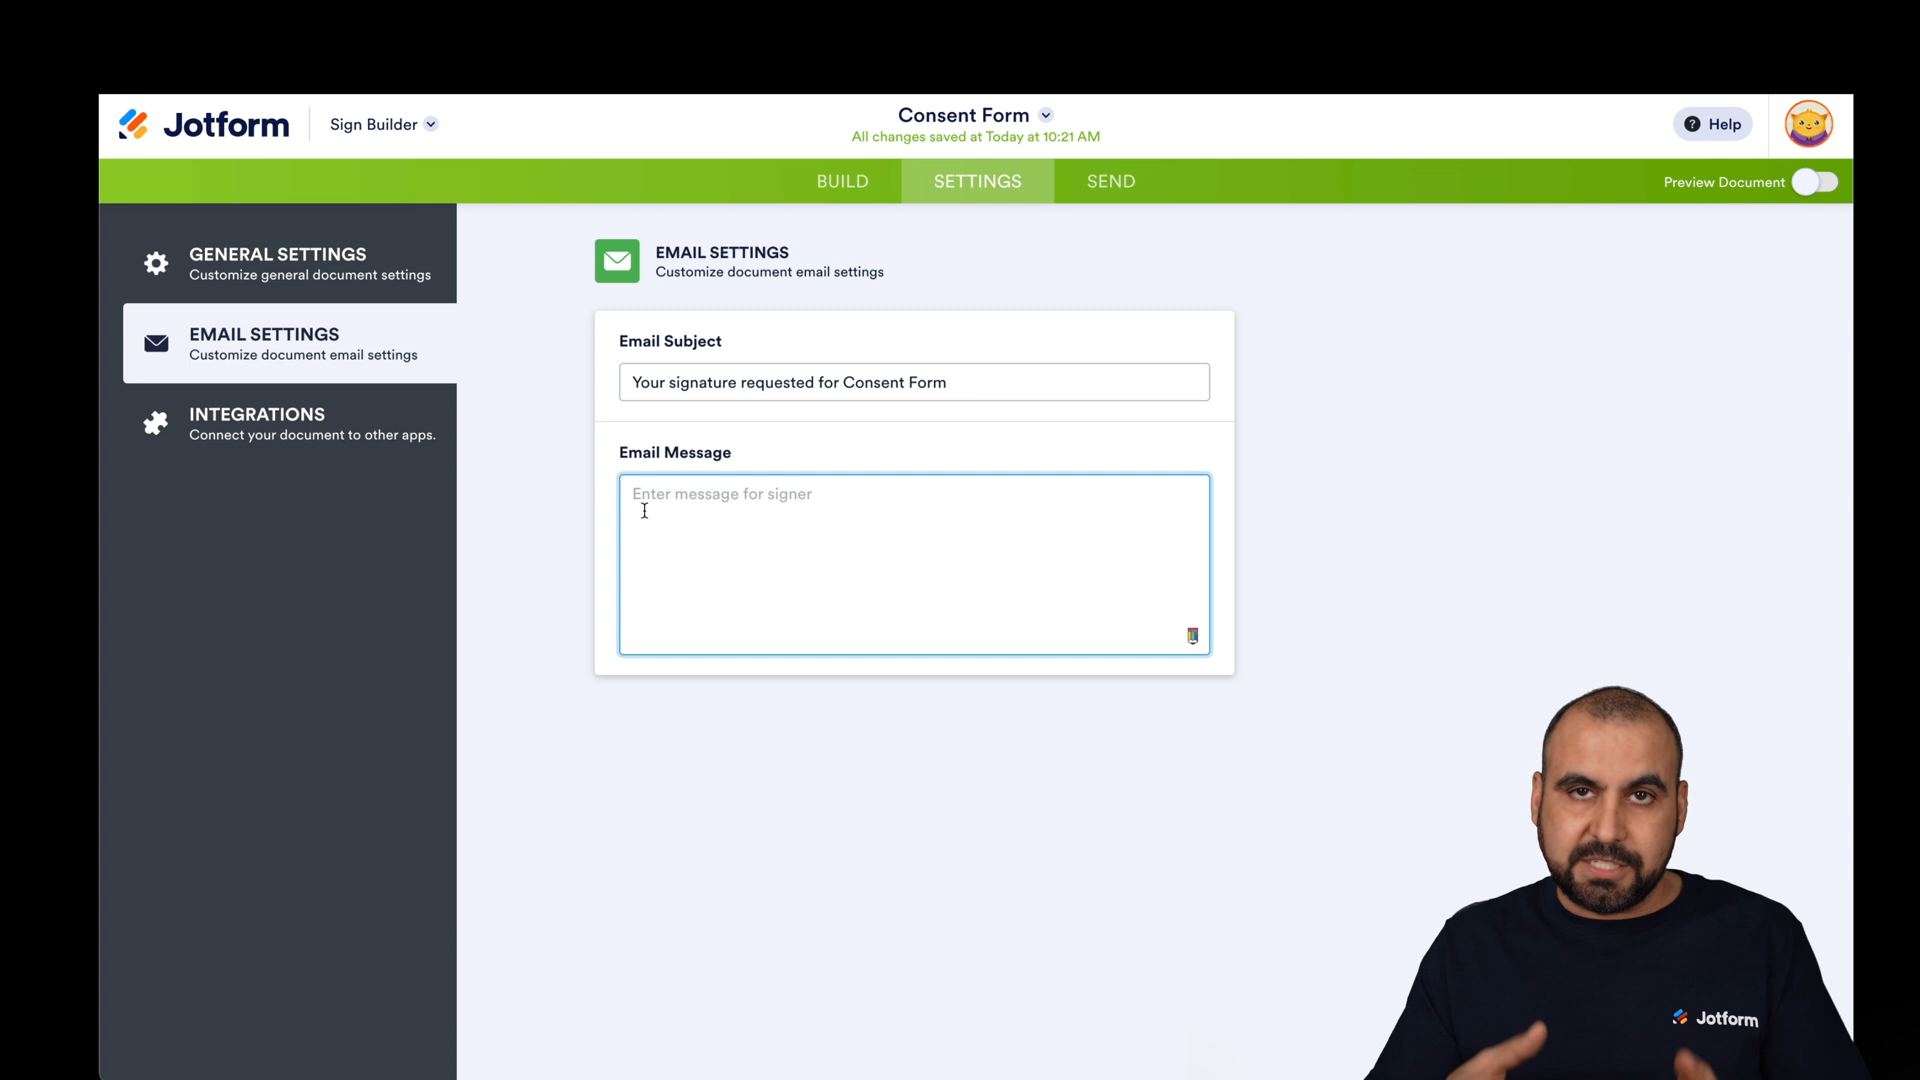 Jotform
Sign Builder
Consent Form
All changes saved at Today at 10:21 AM
? Help
BUILD
SETTINGS
SEND
Preview Document
GENERAL SETTINGS
Customize general document settings
EMAIL SETTINGS
Customize document email settings
INTEGRATIONS
Connect your document to other apps.
EMAIL SETTINGS
Customize document email settings
Email Subject
Your signature requested for Consent Form
Email Message
Enter message for signer
Jotform